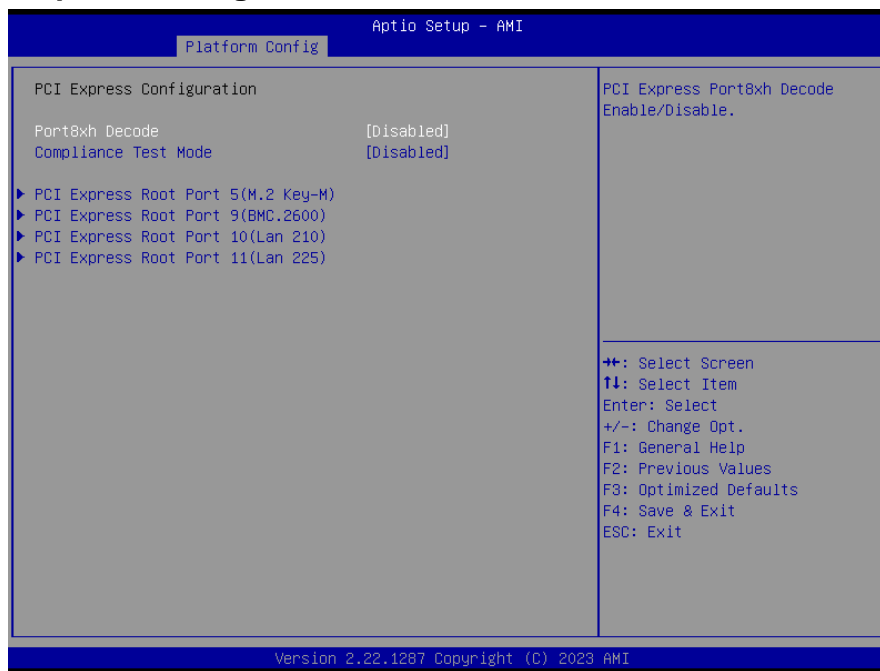 Aptio Setup – AMI
Platform Config
PCI Express Configuration
Port8xh Decode [Disabled]
Compliance Test Mode [Disabled]
PCI Express Root Port 5(M.2 Key-M)
PCI Express Root Port 9(BMC.2600)
PCI Express Root Port 10(Lan 210)
PCI Express Root Port 11(Lan 225)
PCI Express Port8xh Decode
Enable/Disable.
→←: Select Screen
↑↓: Select Item
Enter: Select
+/-: Change Opt.
F1: General Help
F2: Previous Values
F3: Optimized Defaults
F4: Save & Exit
ESC: Exit
Version 2.22.1287 Copyright (C) 2023 AMI